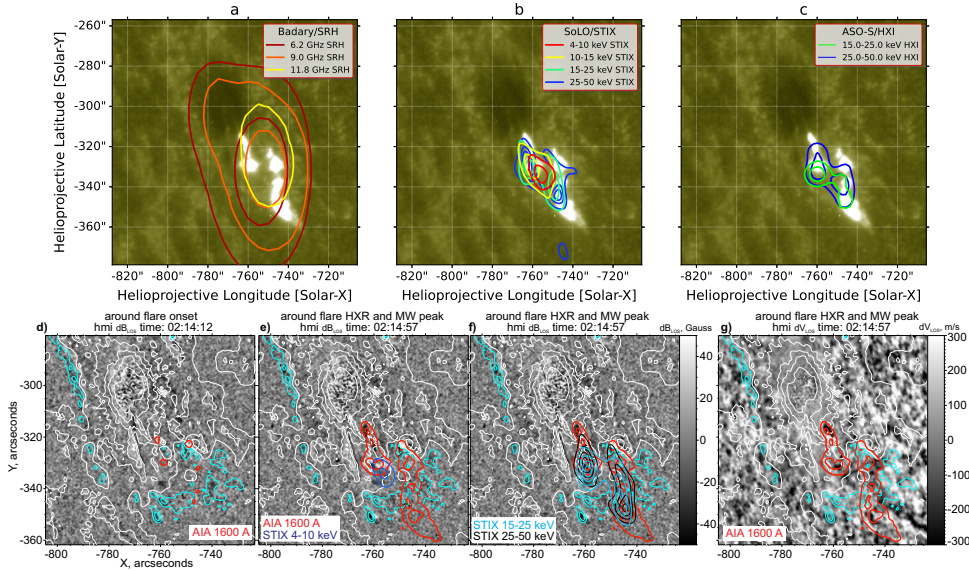 a
b
c
Badary/SRH
6.2 GHz SRH
9.0 GHz SRH
11.8 GHz SRH
SoLO/STIX
4-10 keV STIX
10-15 keV STIX
15-25 keV STIX
25-50 keV STIX
ASO-S/HXI
15.0-25.0 keV HXI
25.0-50.0 keV HXI
Helioprojective Latitude [Solar-Y]
-260"
-280"
-300"
-320"
-340"
-360"
-820" -800" -780" -760" -740"
-820" -800" -780" -760" -740"
-820" -800" -780" -760" -740"
Helioprojective Longitude [Solar-X]
Helioprojective Longitude [Solar-X]
Helioprojective Longitude [Solar-X]
around flare onset
d) hmi dBLOS time: 02:14:12
around flare HXR and MW peak
e) hmi dBLOS time: 02:14:57
around flare HXR and MW peak
f) hmi dBLOS time: 02:14:57
dBLOS, Gauss
around flare HXR and MW peak
g) hmi dVLOS time: 02:14:57
dVLOS, m/s
Y, arcseconds
-300
-320
-340
-360
AIA 1600 A
AIA 1600 A
STIX 4-10 keV
STIX 15-25 keV
STIX 25-50 keV
AIA 1600 A
40
20
0
-20
-40
300
200
100
0
-100
-200
-300
-800 -780 -760 -740
-800 -780 -760 -740
-800 -780 -760 -740
-800 -780 -760 -740
X, arcseconds